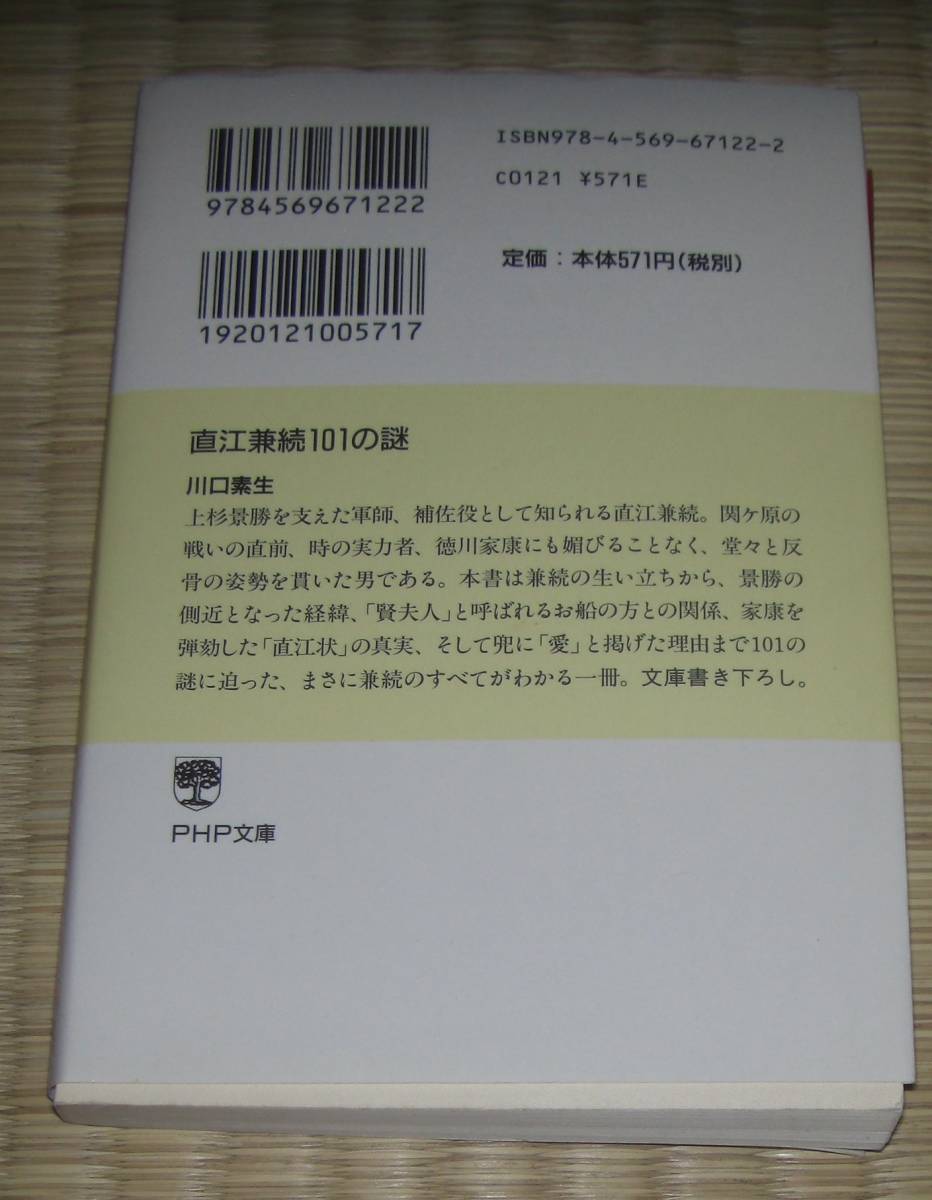 ISBN978-4-569-67122-2
C0121 ¥571E
9784569671222
定価：本体571円（税別）
1920121005717
直江兼続101の謎
川口素生
上杉景勝を支えた軍師、補佐役として知られる直江兼続。関ケ原の
戦いの直前、時の実力者、徳川家康にも媚びることなく、堂々と反
骨の姿勢を貫いた男である。本書は兼続の生い立ちから、景勝の
側近となった経緯、「賢夫人」と呼ばれるお船の方との関係、家康を
弾劾した「直江状」の真実、そして兜に「愛」と掲げた理由まで101の
謎に迫った、まさに兼続のすべてがわかる一冊。文庫書き下ろし。
PHP文庫